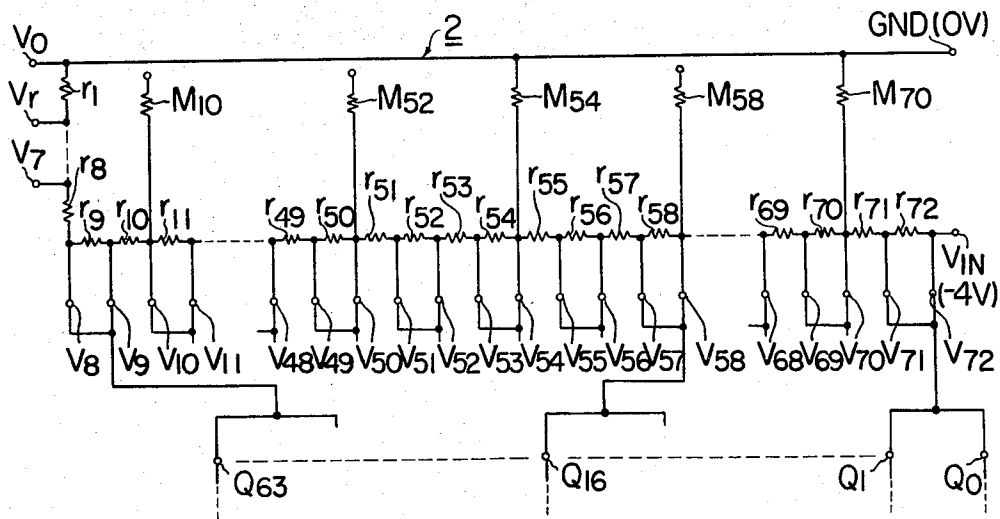 V0 2 GND(0V)
r1 M10 M52 M54 M58 M70
Vr
V7 r8
r9 r10 r11 r49 r50 r51 r52 r53 r54 r55 r56 r57 r58 r69 r70 r71 r72
VIN
(-4V)
V8 V9 V10 V11 V48 V49 V50 V51 V52 V53 V54 V55 V56 V57 V58 V68 V69 V70 V71 V72
Q63 Q16 Q1 Q0